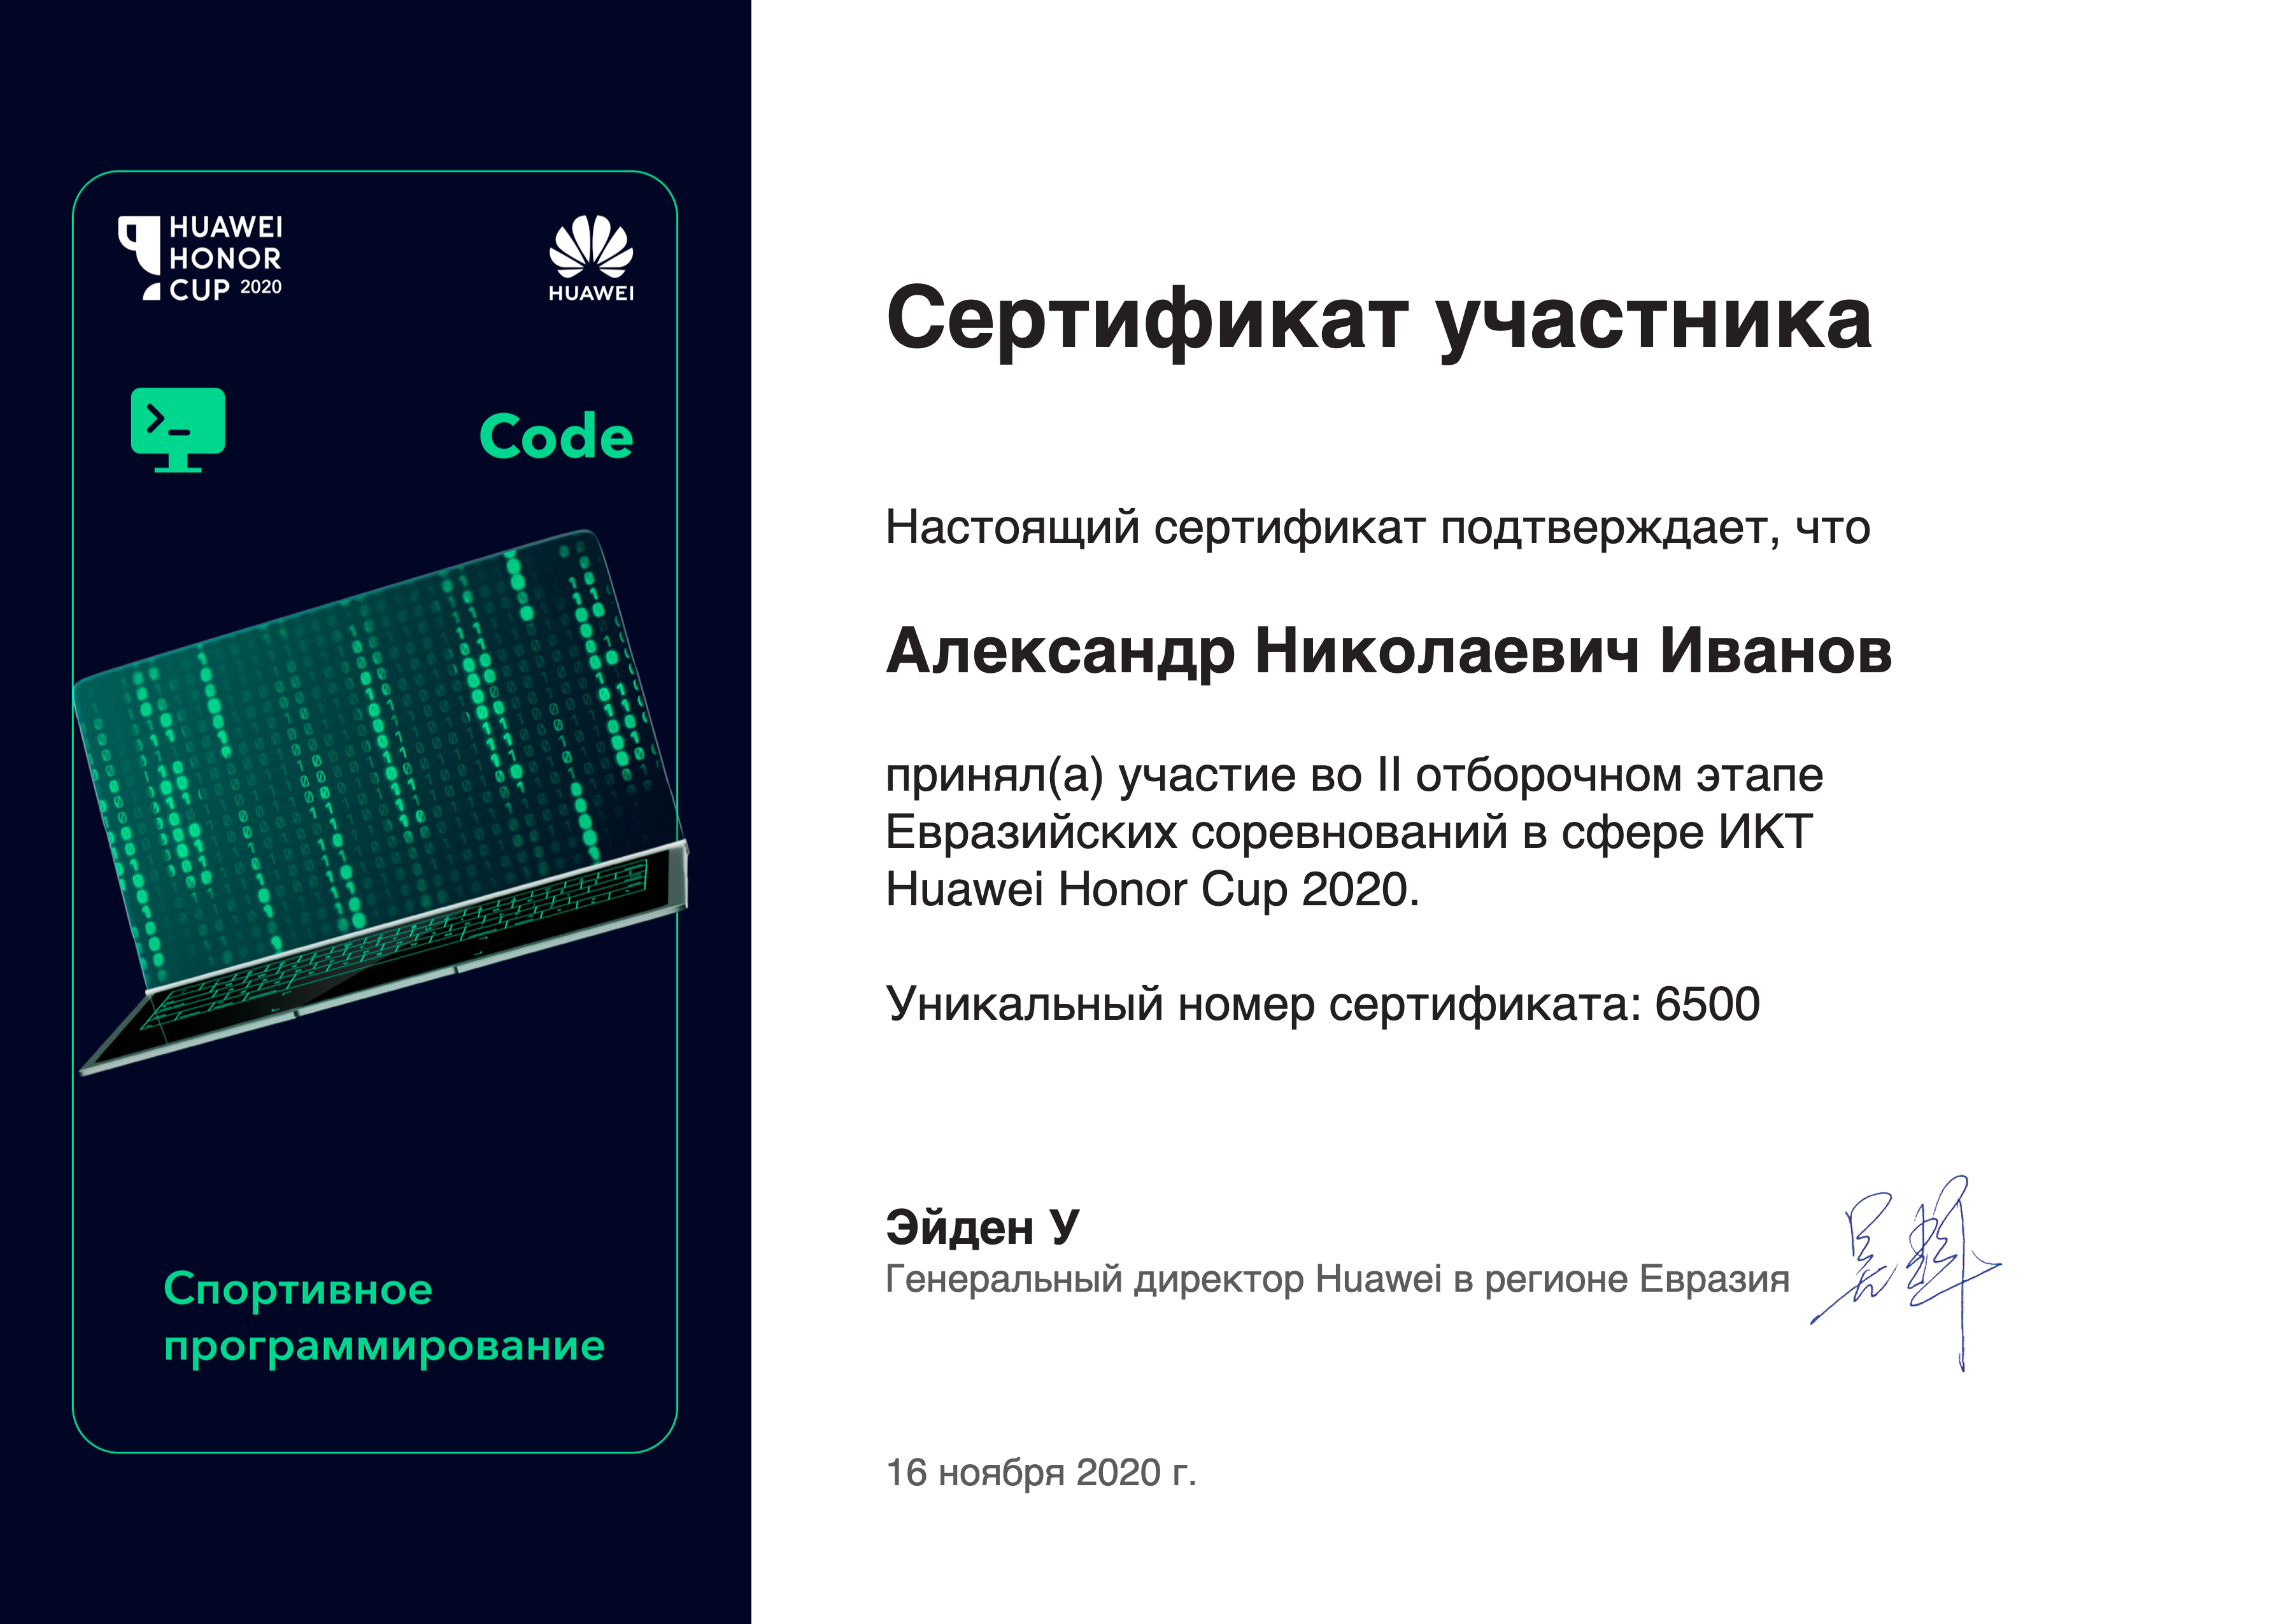 HUAWEI
HONOR
CUP 2020
HUAWEI
Code
Спортивное
программирование
Сертификат участника
Настоящий сертификат подтверждает, что
Александр Николаевич Иванов
принял(а) участие во II отборочном этапе
Евразийских соревнований в сфере ИКТ
Huawei Honor Cup 2020.
Уникальный номер сертификата: 6500
Эйден У
Генеральный директор Huawei в регионе Евразия
16 ноября 2020 г.